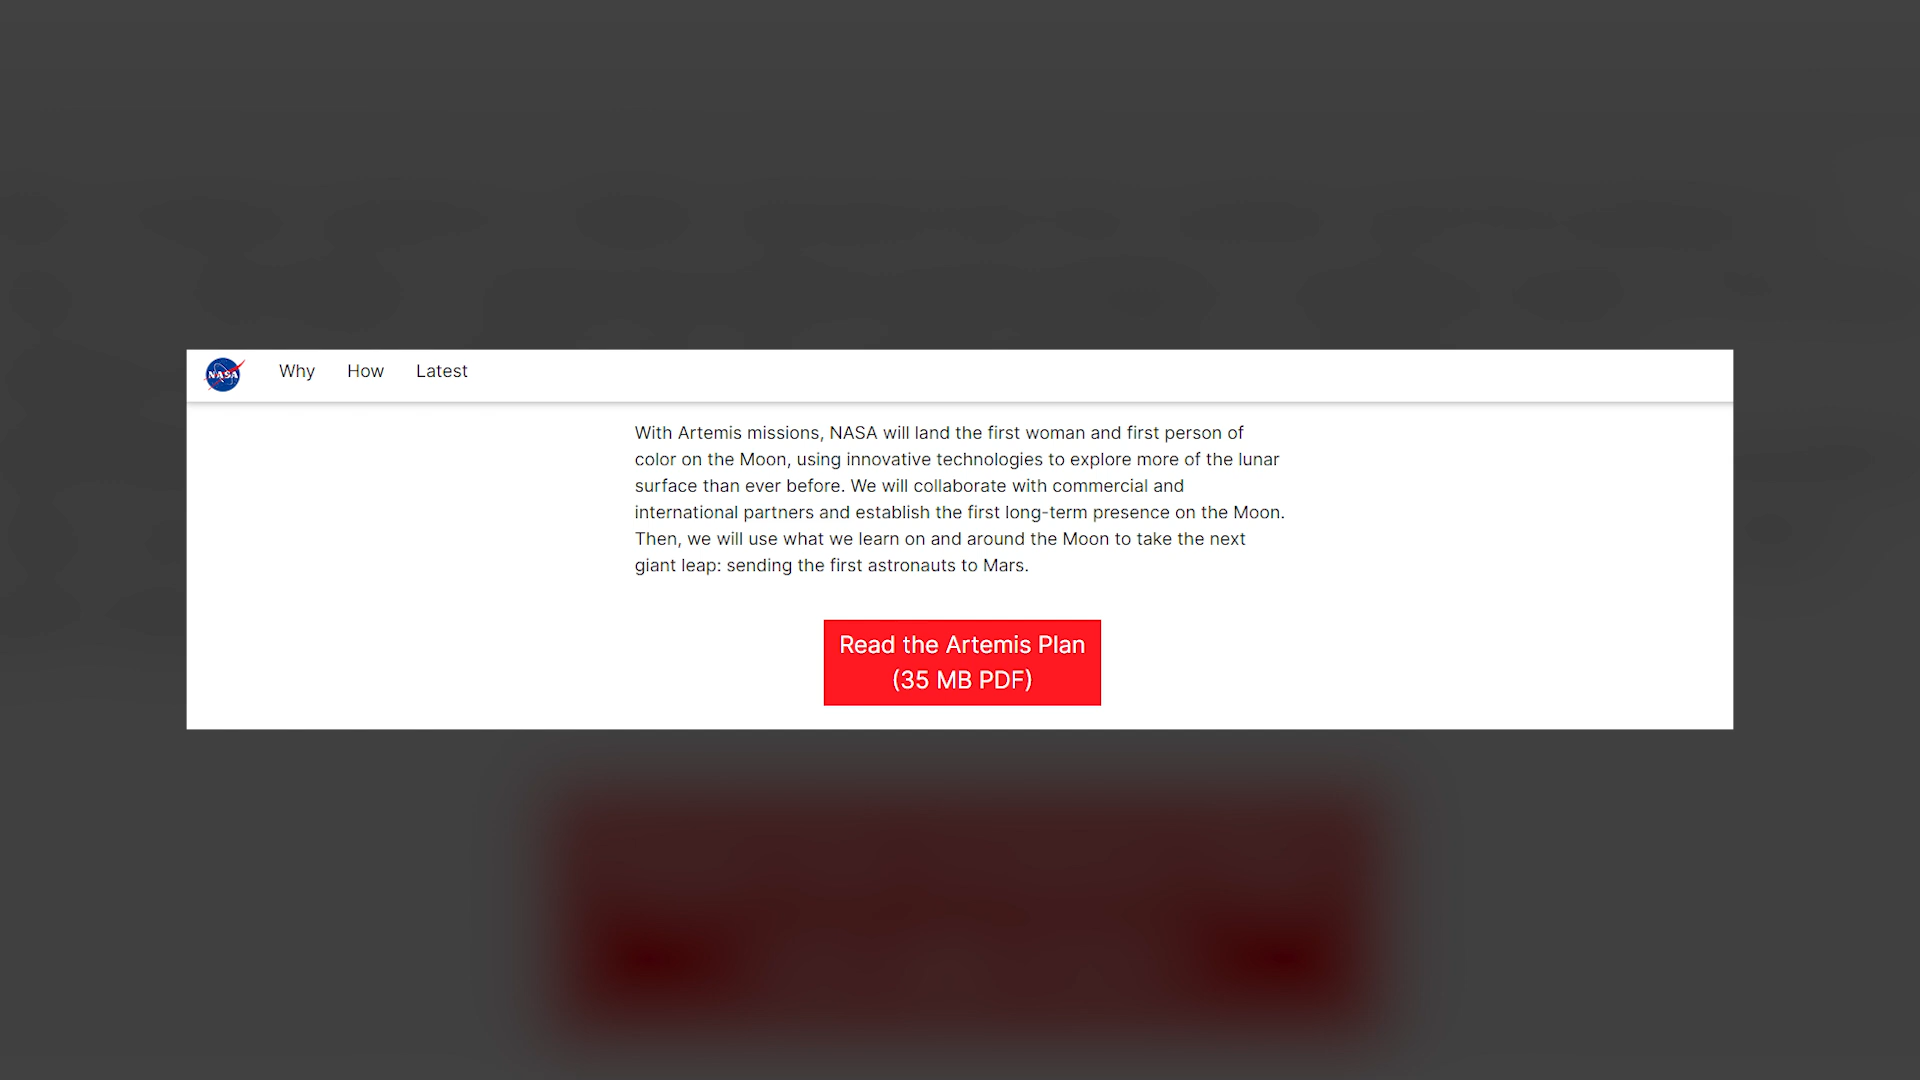 NASA
Why
How
Latest
With Artemis missions, NASA will land the first woman and first person of
color on the Moon, using innovative technologies to explore more of the lunar
surface than ever before. We will collaborate with commercial and
international partners and establish the first long-term presence on the Moon.
Then, we will use what we learn on and around the Moon to take the next
giant leap: sending the first astronauts to Mars.
Read the Artemis Plan
(35 MB PDF)